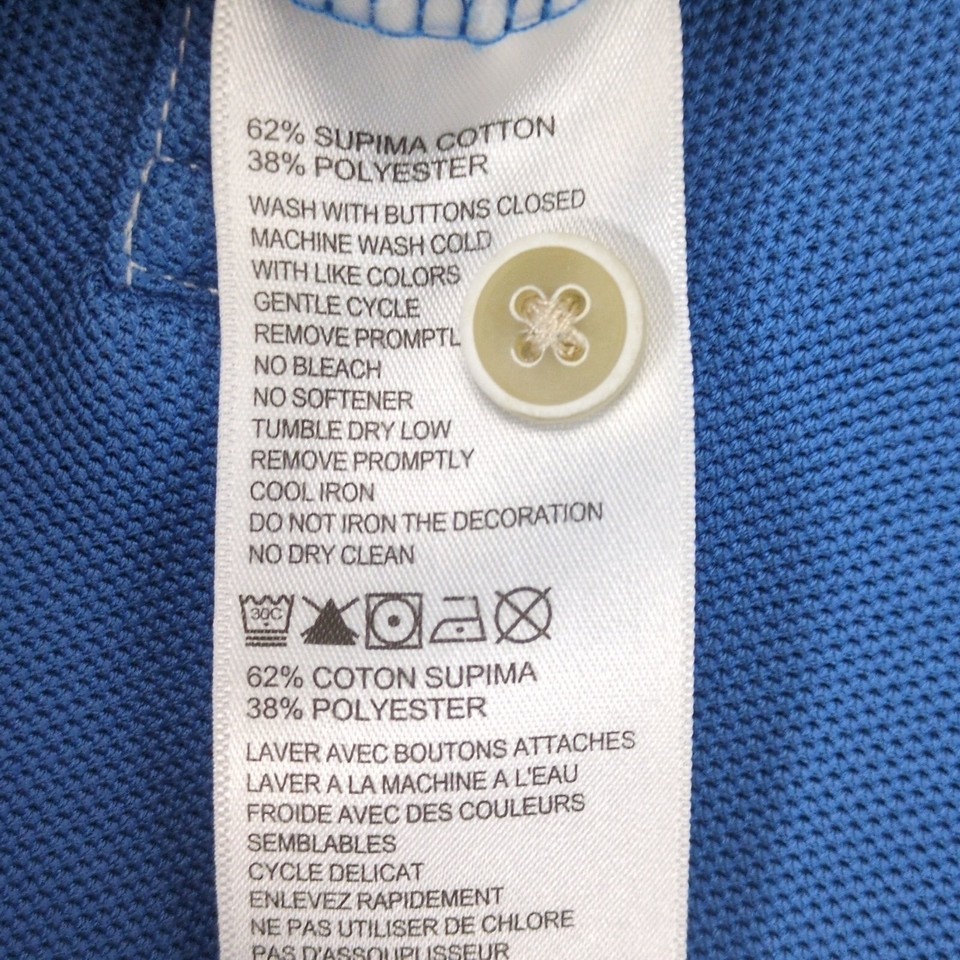 62% SUPIMA COTTON
38% POLYESTER
WASH WITH BUTTONS CLOSED
MACHINE WASH COLD
WITH LIKE COLORS
GENTLE CYCLE
REMOVE PROMPTL
NO BLEACH
NO SOFTENER
TUMBLE DRY LOW
REMOVE PROMPTLY
COOL IRON
DO NOT IRON THE DECORATION
NO DRY CLEAN
30C
62% COTON SUPIMA
38% POLYESTER
LAVER AVEC BOUTONS ATTACHES
LAVER A LA MACHINE A L'EAU
FROIDE AVEC DES COULEURS
SEMBLABLES
CYCLE DELICAT
ENLEVEZ RAPIDEMENT
NE PAS UTILISER DE CHLORE
PAS D'ASSOUPLISSEUR